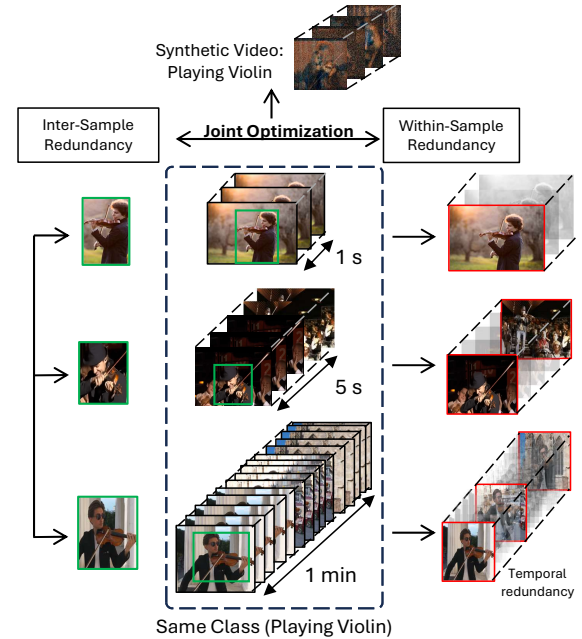 Synthetic Video:
Playing Violin
Inter-Sample
Redundancy
Joint Optimization
Within-Sample
Redundancy
1 s
5 s
1 min
Temporal
redundancy
Same Class (Playing Violin)